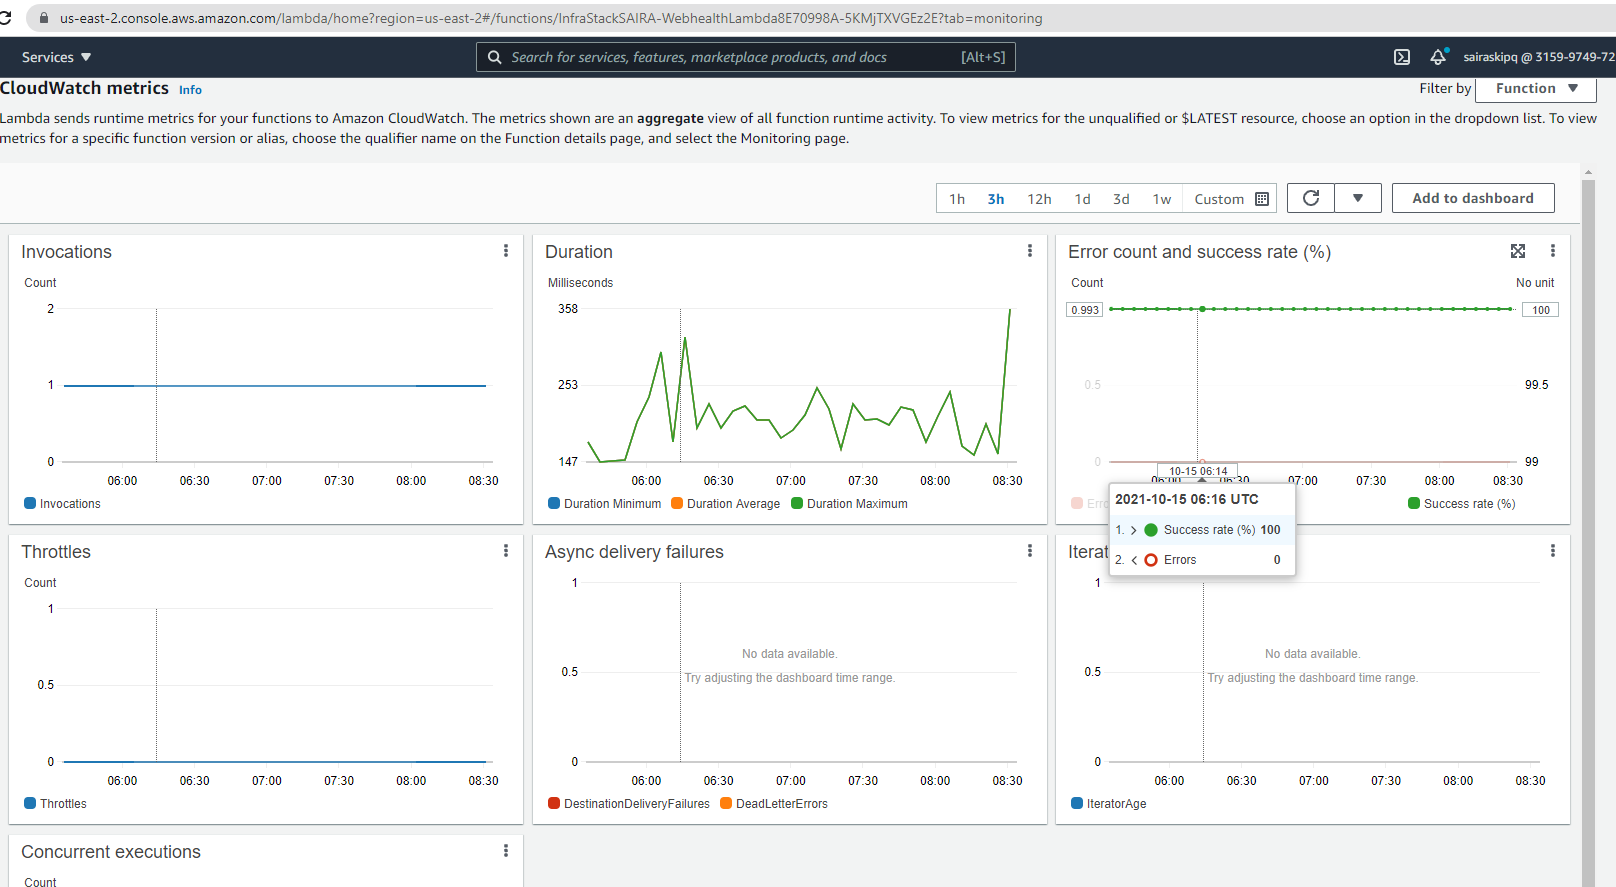 us-east-2.console.aws.amazon.com/lambda/home?region=us-east-2#/functions/InfraStackSAIRA-WebhealthLambda8E70998A-5KMjTXVGEz2E?tab=monitoring
Services Search for services, features, marketplace products, and docs [Alt+S] sairaskipq @ 3159-9749-72
CloudWatch metrics Info Filter by Function
Lambda sends runtime metrics for your functions to Amazon CloudWatch. The metrics shown are an aggregate view of all function runtime activity. To view metrics for the unqualified or $LATEST resource, choose an option in the dropdown list. To view
metrics for a specific function version or alias, choose the qualifier name on the Function details page, and select the Monitoring page.
1h 3h 12h 1d 3d 1w Custom Add to dashboard
Invocations
Count
2
1
0
06:00 06:30 07:00 07:30 08:00 08:30
Invocations
Duration
Milliseconds
358
253
147
06:00 06:30 07:00 07:30 08:00 08:30
Duration Minimum Duration Average Duration Maximum
Error count and success rate (%)
Count No unit
0.993 100
0.5 99.5
0 99
10-15 06:14
06:00 06:30 07:00 07:30 08:00 08:30
Success rate (%)
2021-10-15 06:16 UTC
1. > Success rate (%) 100
2. < Errors 0
Throttles
Count
1
0.5
0
06:00 06:30 07:00 07:30 08:00 08:30
Throttles
Async delivery failures
1
0.5
0
No data available.
Try adjusting the dashboard time range.
06:00 06:30 07:00 07:30 08:00 08:30
DestinationDeliveryFailures DeadLetterErrors
Iterat
1
0.5
0
No data available.
Try adjusting the dashboard time range.
06:00 06:30 07:00 07:30 08:00 08:30
IteratorAge
Concurrent executions
Count